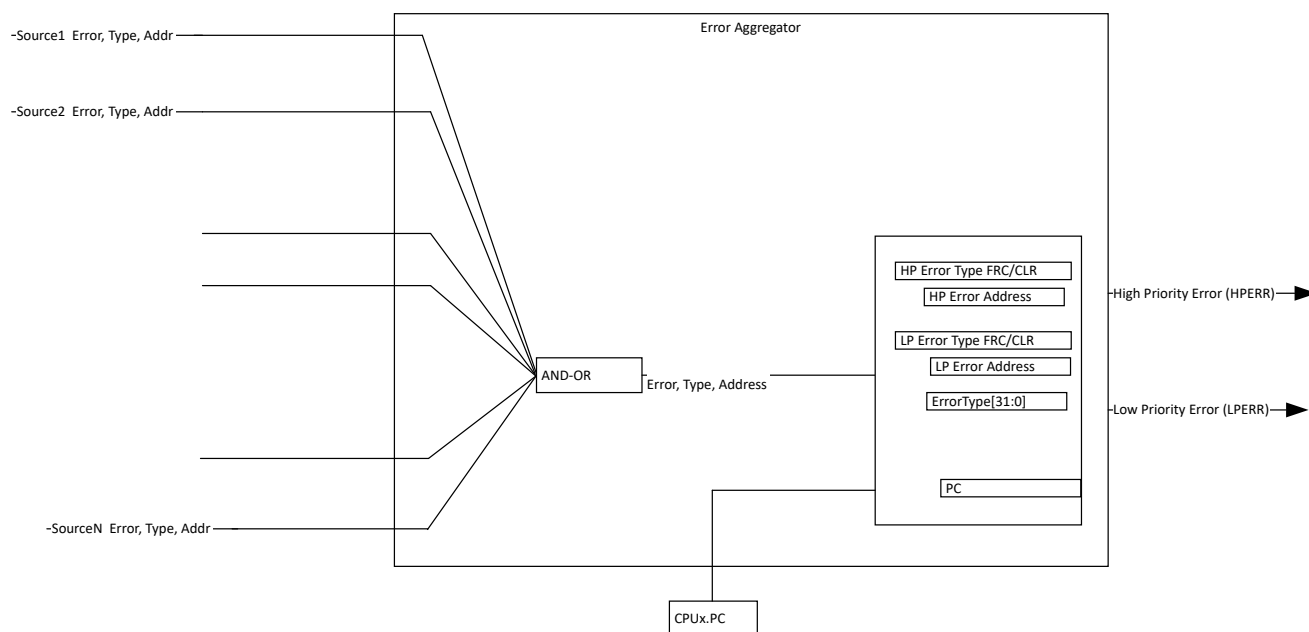 Error Aggregator
-Source1 Error, Type, Addr
-Source2 Error, Type, Addr
HP Error Type FRC/CLR
HP Error Address
High Priority Error (HPERR)
LP Error Type FRC/CLR
LP Error Address
AND-OR
Error, Type, Address
ErrorType[31:0]
Low Priority Error (LPERR)
PC
-SourceN Error, Type, Addr
CPUx.PC